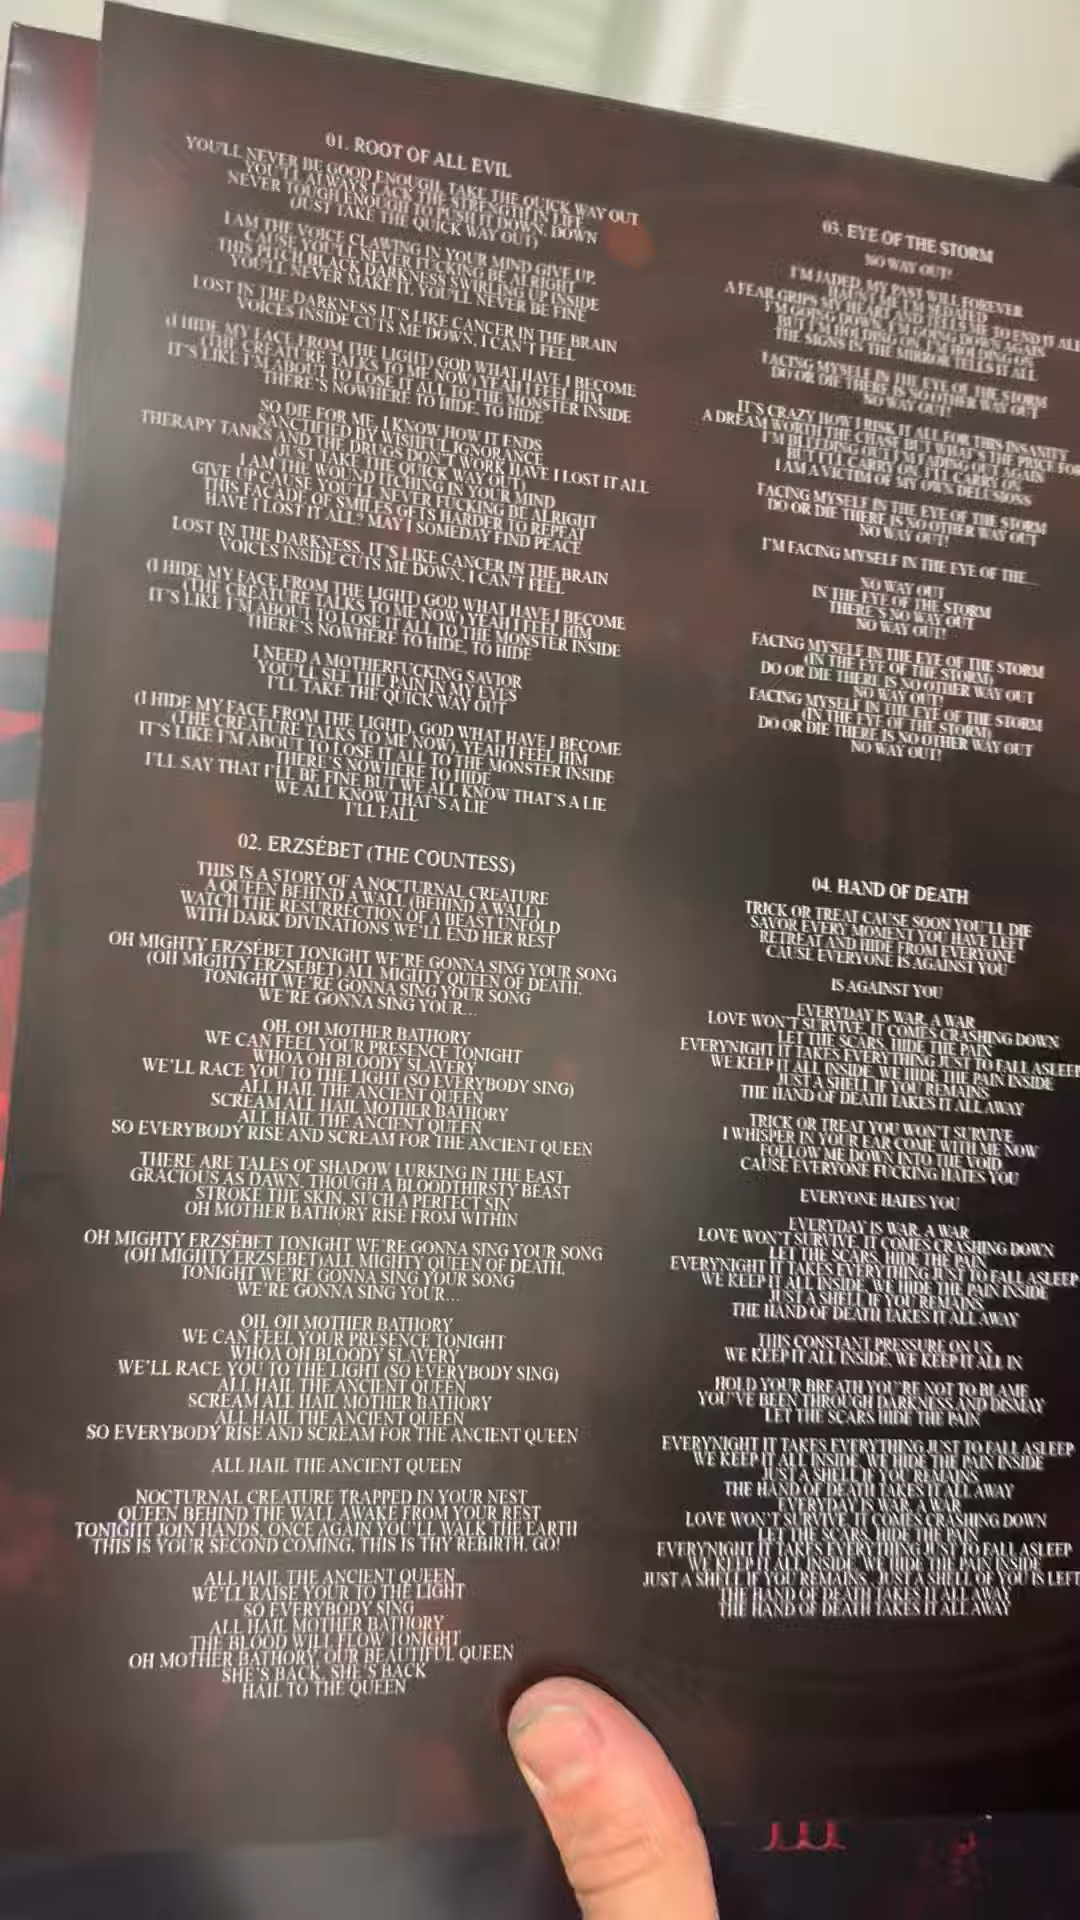 01. ROOT OF ALL EVIL
YOU'LL NEVER BE GOOD ENOUGH, TAKE THE QUICK WAY OUT
YOU'LL ALWAYS LACK THE STRENGTH IN LIFE
NEVER TOUGH ENOUGH TO PUSH IT DOWN, DOWN
(JUST TAKE THE QUICK WAY OUT)
I AM THE VOICE CLAWING IN YOUR MIND GIVE UP,
CAUSE YOU'LL NEVER FUCKING BE ALRIGHT
THIS PITCH BLACK DARKNESS SWIRLING UP INSIDE
YOU'LL NEVER MAKE IT, YOU'LL NEVER BE FINE
LOST IN THE DARKNESS IT'S LIKE CANCER IN THE BRAIN
VOICES INSIDE CUTS ME DOWN, I CAN'T FEEL
(I HIDE MY FACE FROM THE LIGHT) GOD WHAT HAVE I BECOME
(THE CREATURE TALKS TO ME NOW) YEAH I FEEL HIM
IT'S LIKE I'M ABOUT TO LOSE IT ALL TO THE MONSTER INSIDE
THERE'S NOWHERE TO HIDE, TO HIDE
SO DIE FOR ME, I KNOW HOW IT ENDS
SANCTIFIED BY WISHFUL IGNORANCE
THERAPY TANKS AND THE DRUGS DON'T WORK HAVE I LOST IT ALL
(JUST TAKE THE QUICK WAY OUT)
I AM THE WOUND ITCHING IN YOUR MIND
GIVE UP CAUSE YOU'LL NEVER FUCKING BE ALRIGHT
THIS FACADE OF SMILES GETS HARDER TO REPEAT
HAVE I LOST IT ALL? MAY I SOMEDAY FIND PEACE
LOST IN THE DARKNESS, IT'S LIKE CANCER IN THE BRAIN
VOICES INSIDE CUTS ME DOWN, I CAN'T FEEL
(I HIDE MY FACE FROM THE LIGHT) GOD WHAT HAVE I BECOME
(THE CREATURE TALKS TO ME NOW) YEAH I FEEL HIM
IT'S LIKE I'M ABOUT TO LOSE IT ALL TO THE MONSTER INSIDE
THERE'S NOWHERE TO HIDE, TO HIDE
I NEED A MOTHERFUCKING SAVIOR
YOU'LL SEE THE PAIN IN MY EYES
I'LL TAKE THE QUICK WAY OUT
(I HIDE MY FACE FROM THE LIGHT), GOD WHAT HAVE I BECOME
(THE CREATURE TALKS TO ME NOW), YEAH I FEEL HIM
IT'S LIKE I'M ABOUT TO LOSE IT ALL TO THE MONSTER INSIDE
THERE'S NOWHERE TO HIDE
I'LL SAY THAT I'LL BE FINE BUT WE ALL KNOW THAT'S A LIE
WE ALL KNOW THAT'S A LIE
I'LL FALL
02. ERZSÉBET (THE COUNTESS)
THIS IS A STORY OF A NOCTURNAL CREATURE
A QUEEN BEHIND A WALL (BEHIND A WALL)
WATCH THE RESURRECTION OF A BEAST UNFOLD
WITH DARK DIVINATIONS WE'LL END HER REST
OH MIGHTY ERZSÉBET TONIGHT WE'RE GONNA SING YOUR SONG
(OH MIGHTY ERZSÉBET) ALL MIGHTY QUEEN OF DEATH,
TONIGHT WE'RE GONNA SING YOUR SONG
WE'RE GONNA SING YOUR...
OH, OH MOTHER BATHORY
WE CAN FEEL YOUR PRESENCE TONIGHT
WHOA OH BLOODY SLAVERY
WE'LL RACE YOU TO THE LIGHT (SO EVERYBODY SING)
ALL HAIL THE ANCIENT QUEEN
SCREAM ALL HAIL MOTHER BATHORY
ALL HAIL THE ANCIENT QUEEN
SO EVERYBODY RISE AND SCREAM FOR THE ANCIENT QUEEN
THERE ARE TALES OF SHADOW LURKING IN THE EAST
GRACIOUS AS DAWN, THOUGH A BLOODTHIRSTY BEAST
STROKE THE SKIN, SUCH A PERFECT SIN
OH MOTHER BATHORY RISE FROM WITHIN
OH MIGHTY ERZSÉBET TONIGHT WE'RE GONNA SING YOUR SONG
(OH MIGHTY ERZSEBET)ALL MIGHTY QUEEN OF DEATH,
TONIGHT WE'RE GONNA SING YOUR SONG
WE'RE GONNA SING YOUR...
OH, OH MOTHER BATHORY
WE CAN FEEL YOUR PRESENCE TONIGHT
WHOA OH BLOODY SLAVERY
WE'LL RACE YOU TO THE LIGHT (SO EVERYBODY SING)
ALL HAIL THE ANCIENT QUEEN
SCREAM ALL HAIL MOTHER BATHORY
ALL HAIL THE ANCIENT QUEEN
SO EVERYBODY RISE AND SCREAM FOR THE ANCIENT QUEEN
ALL HAIL THE ANCIENT QUEEN
NOCTURNAL CREATURE TRAPPED IN YOUR NEST
QUEEN BEHIND THE WALL AWAKE FROM YOUR REST
TONIGHT JOIN HANDS, ONCE AGAIN YOU'LL WALK THE EARTH
THIS IS YOUR SECOND COMING, THIS IS THY REBIRTH, GO!
ALL HAIL THE ANCIENT QUEEN
WE'LL RAISE YOUR TO THE LIGHT
SO EVERYBODY SING
ALL HAIL MOTHER BATHORY
THE BLOOD WILL FLOW TONIGHT
OH MOTHER BATHORY, OUR BEAUTIFUL QUEEN
SHE'S BACK, SHE'S BACK
HAIL TO THE QUEEN
03. EYE OF THE STORM
NO WAY OUT!
I'M JADED, MY PAST WILL FOREVER
A FEAR GRIPS MY HEART AND TELLS ME TO END IT ALL
I'M GOING DOWN, I'M GOING DOWN AGAIN
BUT I'M HOLDING ON, I'M HOLDING ON
THE SIGNS IN THE MIRROR TELLS IT ALL
FACING MYSELF IN THE EYE OF THE STORM
DO OR DIE THERE IS NO OTHER WAY OUT
NO WAY OUT!
IT'S CRAZY HOW I RISK IT ALL FOR THIS INSANITY
A DREAM WORTH THE CHASE BUT WHAT'S THE PRICE FOR
I'M BLEEDING OUT I'M FADING OUT AGAIN
BUT I'LL CARRY ON, I'LL CARRY ON
I AM A VICTIM OF MY OWN DELUSIONS
FACING MYSELF IN THE EYE OF THE STORM
DO OR DIE THERE IS NO OTHER WAY OUT
NO WAY OUT!
I'M FACING MYSELF IN THE EYE OF THE...
NO WAY OUT
IN THE EYE OF THE STORM
THERE'S NO WAY OUT
NO WAY OUT!
FACING MYSELF IN THE EYE OF THE STORM
(IN THE EYE OF THE STORM)
DO OR DIE THERE IS NO OTHER WAY OUT
NO WAY OUT!
FACING MYSELF IN THE EYE OF THE STORM
(IN THE EYE OF THE STORM)
DO OR DIE THERE IS NO OTHER WAY OUT
NO WAY OUT!
04. HAND OF DEATH
TRICK OR TREAT CAUSE SOON YOU'LL DIE
SAVOR EVERY MOMENT YOU HAVE LEFT
RETREAT AND HIDE FROM EVERYONE
CAUSE EVERYONE IS AGAINST YOU
IS AGAINST YOU
EVERYDAY IS WAR, A WAR
LOVE WON'T SURVIVE, IT COMES CRASHING DOWN
LET THE SCARS, HIDE THE PAIN
EVERYNIGHT IT TAKES EVERYTHING JUST TO FALL ASLEEP
WE KEEP IT ALL INSIDE, WE HIDE THE PAIN INSIDE
JUST A SHELL IF YOU REMAINS
THE HAND OF DEATH TAKES IT ALL AWAY
TRICK OR TREAT YOU WON'T SURVIVE
I WHISPER IN YOUR EAR COME WITH ME NOW
FOLLOW ME DOWN INTO THE VOID
CAUSE EVERYONE FUCKING HATES YOU
EVERYONE HATES YOU
EVERYDAY IS WAR, A WAR
LOVE WON'T SURVIVE, IT COMES CRASHING DOWN
LET THE SCARS, HIDE THE PAIN
EVERYNIGHT IT TAKES EVERYTHING JUST TO FALL ASLEEP
WE KEEP IT ALL INSIDE, WE HIDE THE PAIN INSIDE
JUST A SHELL IF YOU REMAINS
THE HAND OF DEATH TAKES IT ALL AWAY
THIS CONSTANT PRESSURE ON US
WE KEEP IT ALL INSIDE, WE KEEP IT ALL IN
HOLD YOUR BREATH YOU'RE NOT TO BLAME
YOU'VE BEEN THROUGH DARKNESS AND DISMAY
LET THE SCARS HIDE THE PAIN
EVERYNIGHT IT TAKES EVERYTHING JUST TO FALL ASLEEP
WE KEEP IT ALL INSIDE, WE HIDE THE PAIN INSIDE
JUST A SHELL IF YOU REMAINS
THE HAND OF DEATH TAKES IT ALL AWAY
EVERYDAY IS WAR, A WAR
LOVE WON'T SURVIVE, IT COMES CRASHING DOWN
LET THE SCARS, HIDE THE PAIN
EVERYNIGHT IT TAKES EVERYTHING JUST TO FALL ASLEEP
WE KEEP IT ALL INSIDE, WE HIDE THE PAIN INSIDE
JUST A SHELL IF YOU REMAINS, JUST A SHELL OF YOU IS LEFT
THE HAND OF DEATH TAKES IT ALL AWAY
THE HAND OF DEATH TAKES IT ALL AWAY